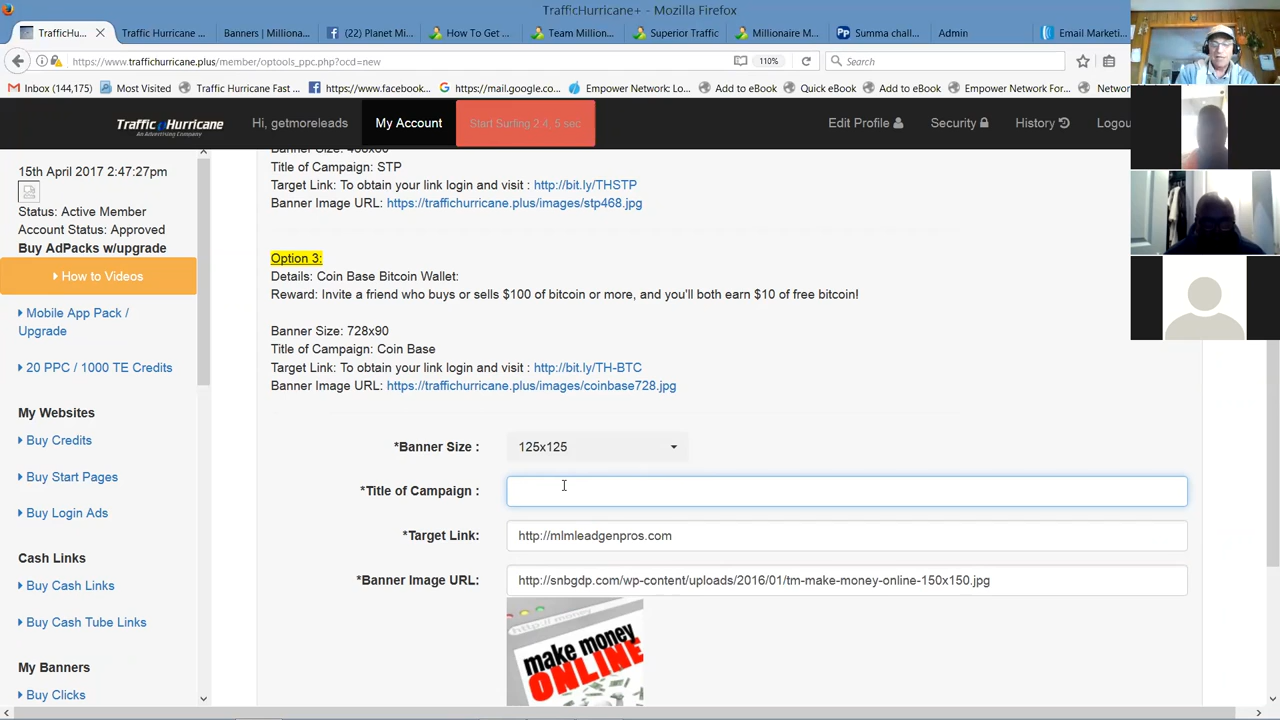 TrafficHurricane+ - Mozilla Firefox
TrafficHu...
Traffic Hurricane ...
Banners | Milliona...
(22) Planet Mi...
How To Get ...
Team Million...
Superior Traffic
Millionaire M...
Summa chall...
Admin
Email Marketi...
https://www.traffichurricane.plus/member/optools_ppc.php?ocd=new
110%
Search
Inbox (144,175)
Most Visited
Traffic Hurricane Fast ...
https://www.facebook...
https://mail.google.co...
Empower Network: Lo...
Add to eBook
Quick eBook
Add to eBook
Empower Network For...
Network
Traffic Hurricane
An Advertising Company
Hi, getmoreleads
My Account
Start Surfing 2.4, 5 sec
Edit Profile
Security
History
Logou
15th April 2017 2:47:27pm
Status: Active Member
Account Status: Approved
Buy AdPacks w/upgrade
How to Videos
Mobile App Pack /
Upgrade
20 PPC / 1000 TE Credits
My Websites
Buy Credits
Buy Start Pages
Buy Login Ads
Cash Links
Buy Cash Links
Buy Cash Tube Links
My Banners
Buy Clicks
Banner Size: 468x60
Title of Campaign: STP
Target Link: To obtain your link login and visit : http://bit.ly/THSTP
Banner Image URL: https://traffichurricane.plus/images/stp468.jpg
Option 3:
Details: Coin Base Bitcoin Wallet:
Reward: Invite a friend who buys or sells $100 of bitcoin or more, and you'll both earn $10 of free bitcoin!
Banner Size: 728x90
Title of Campaign: Coin Base
Target Link: To obtain your link login and visit : http://bit.ly/TH-BTC
Banner Image URL: https://traffichurricane.plus/images/coinbase728.jpg
*Banner Size : 125x125
*Title of Campaign :
*Target Link: http://mlmleadgenpros.com
*Banner Image URL: http://snbgdp.com/wp-content/uploads/2016/01/tm-make-money-online-150x150.jpg
http://money
make money
ONLINE